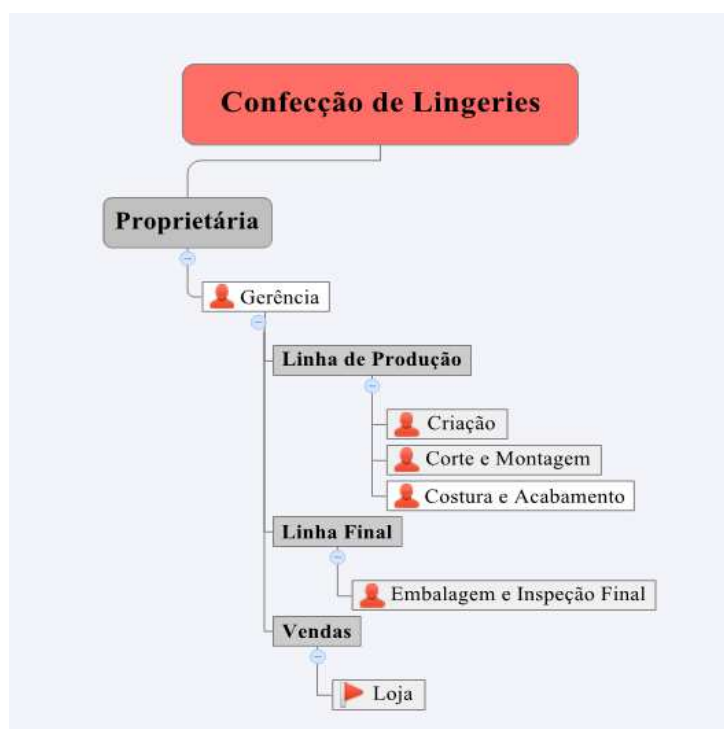 Confecção de Lingeries
Proprietária
Gerência
Linha de Produção
Criação
Corte e Montagem
Costura e Acabamento
Linha Final
Embalagem e Inspeção Final
Vendas
Loja